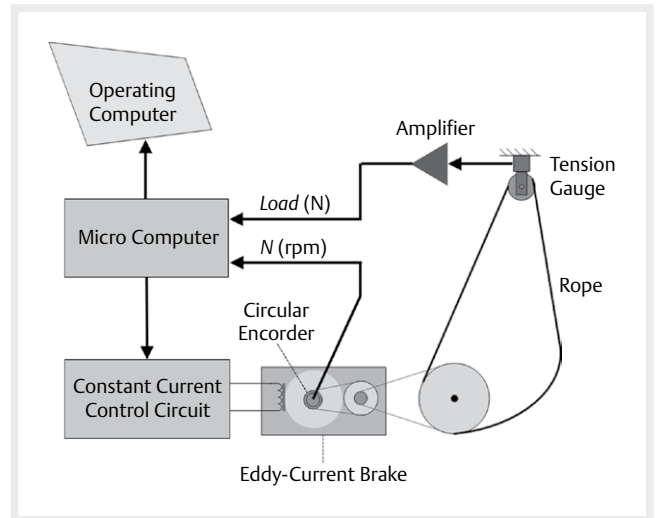 Operating
Computer
Amplifier
Tension
Gauge
Load (N)
Micro Computer
N (rpm)
Rope
Circular
Encorder
Constant Current
Control Circuit
Eddy-Current Brake